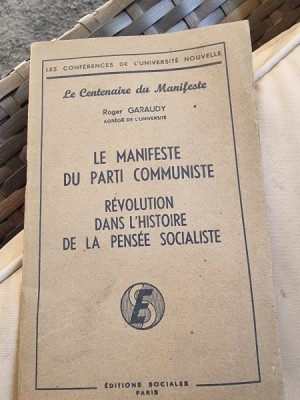 LES CONFÉRENCES DE L'UNIVERSITÉ NOUVELLE
Le Centenaire du Manifeste
Roger GARAUDY
AGRÉGÉ DE L'UNIVERSITÉ
LE MANIFESTE
DU PARTI COMMUNISTE
RÉVOLUTION
DANS L'HISTOIRE
DE LA PENSÉE SOCIALISTE
ES
ÉDITIONS SOCIALES
PARIS